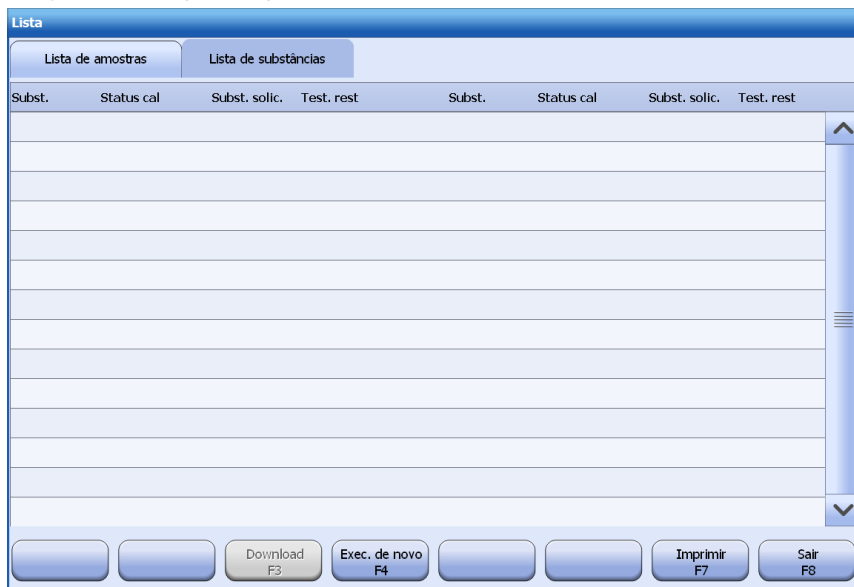 Lista
Lista de amostras Lista de substâncias
Subst. Status cal Subst. solic. Test. rest Subst. Status cal Subst. solic. Test. rest
Download Exec. de novo Imprimir Sair
F3 F4 F7 F8